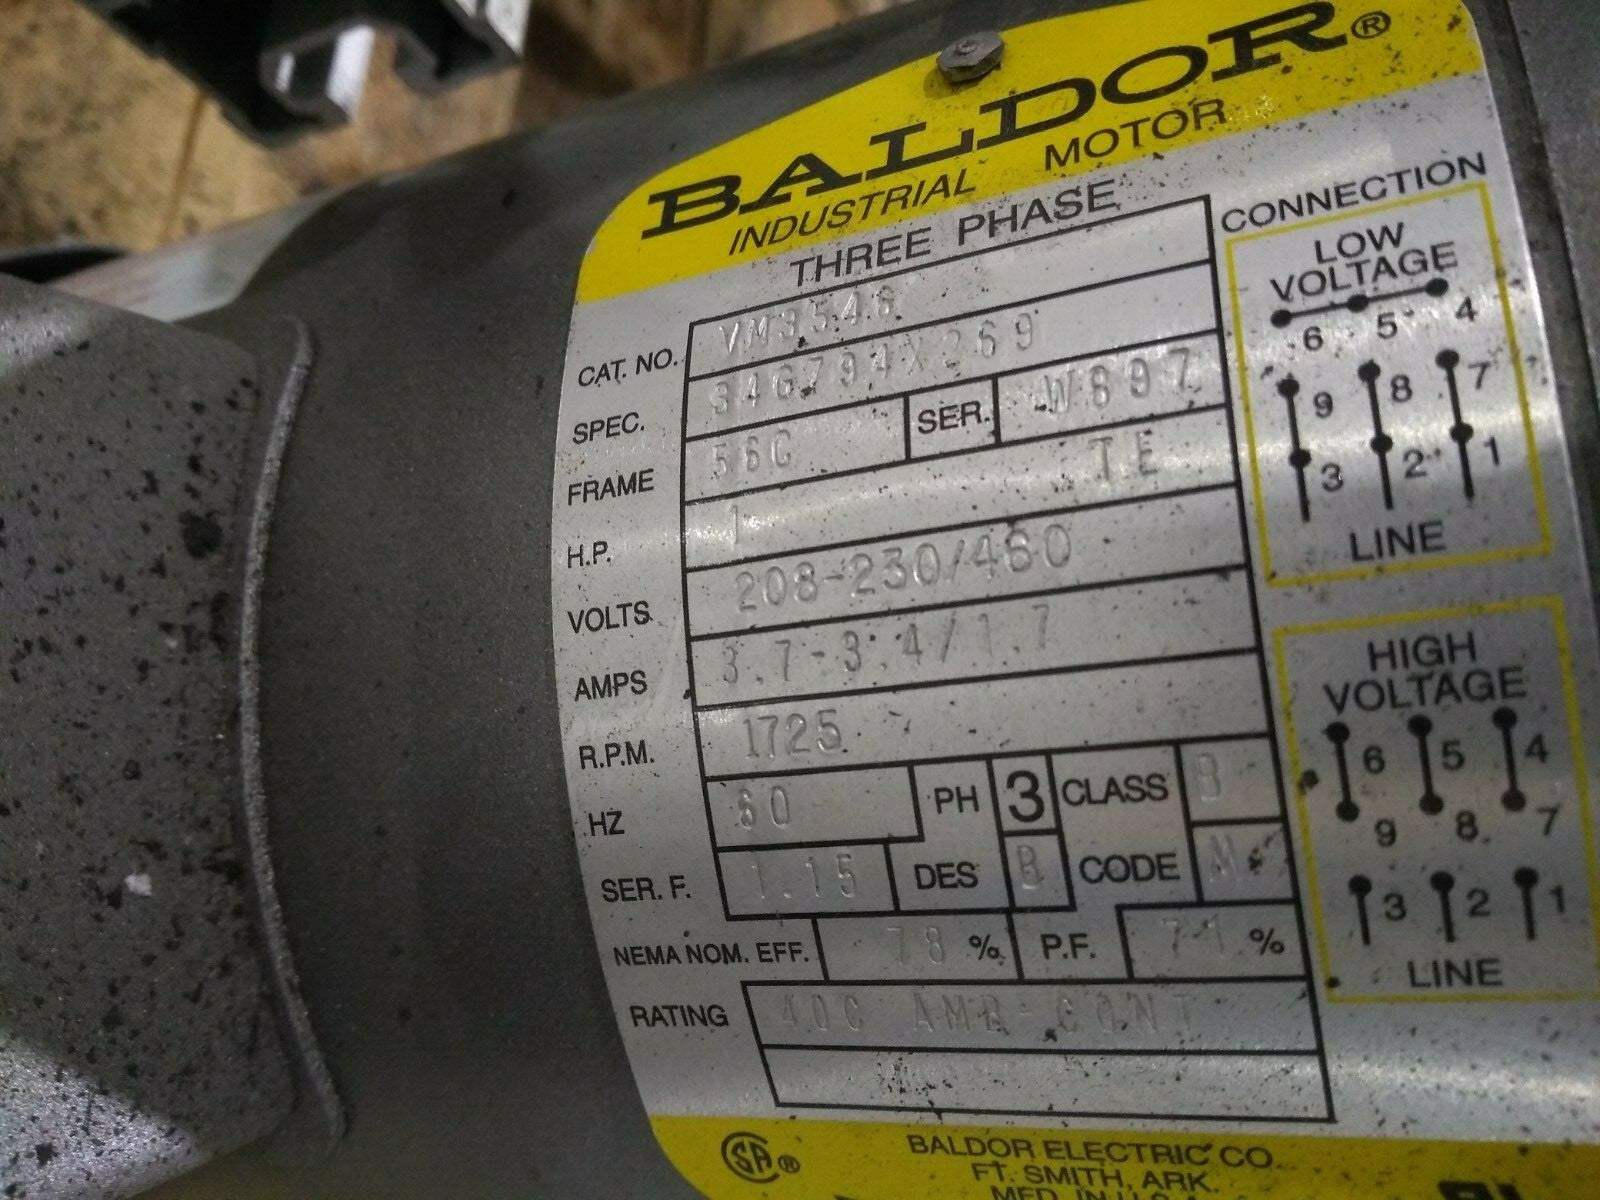 BALDOR®
INDUSTRIAL MOTOR
THREE PHASE
CAT. NO. VM3546
SPEC. 34G794X269
FRAME 56C SER. W897
H.P. 1 TE
VOLTS 208-230/460
AMPS 3.7-3.4/1.7
R.P.M. 1725
HZ 60 PH 3 CLASS B
SER. F. 1.15 DES B CODE M
NEMA NOM. EFF. 78 % P.F. 71 %
RATING 40C AMB-CONT
CONNECTION
LOW
VOLTAGE
6 5 4
9 8 7
3 2 1
LINE
HIGH
VOLTAGE
6 5 4
9 8 7
3 2 1
LINE
SA®
BALDOR ELECTRIC CO.
FT. SMITH, ARK.
MFD. IN U.S.A.